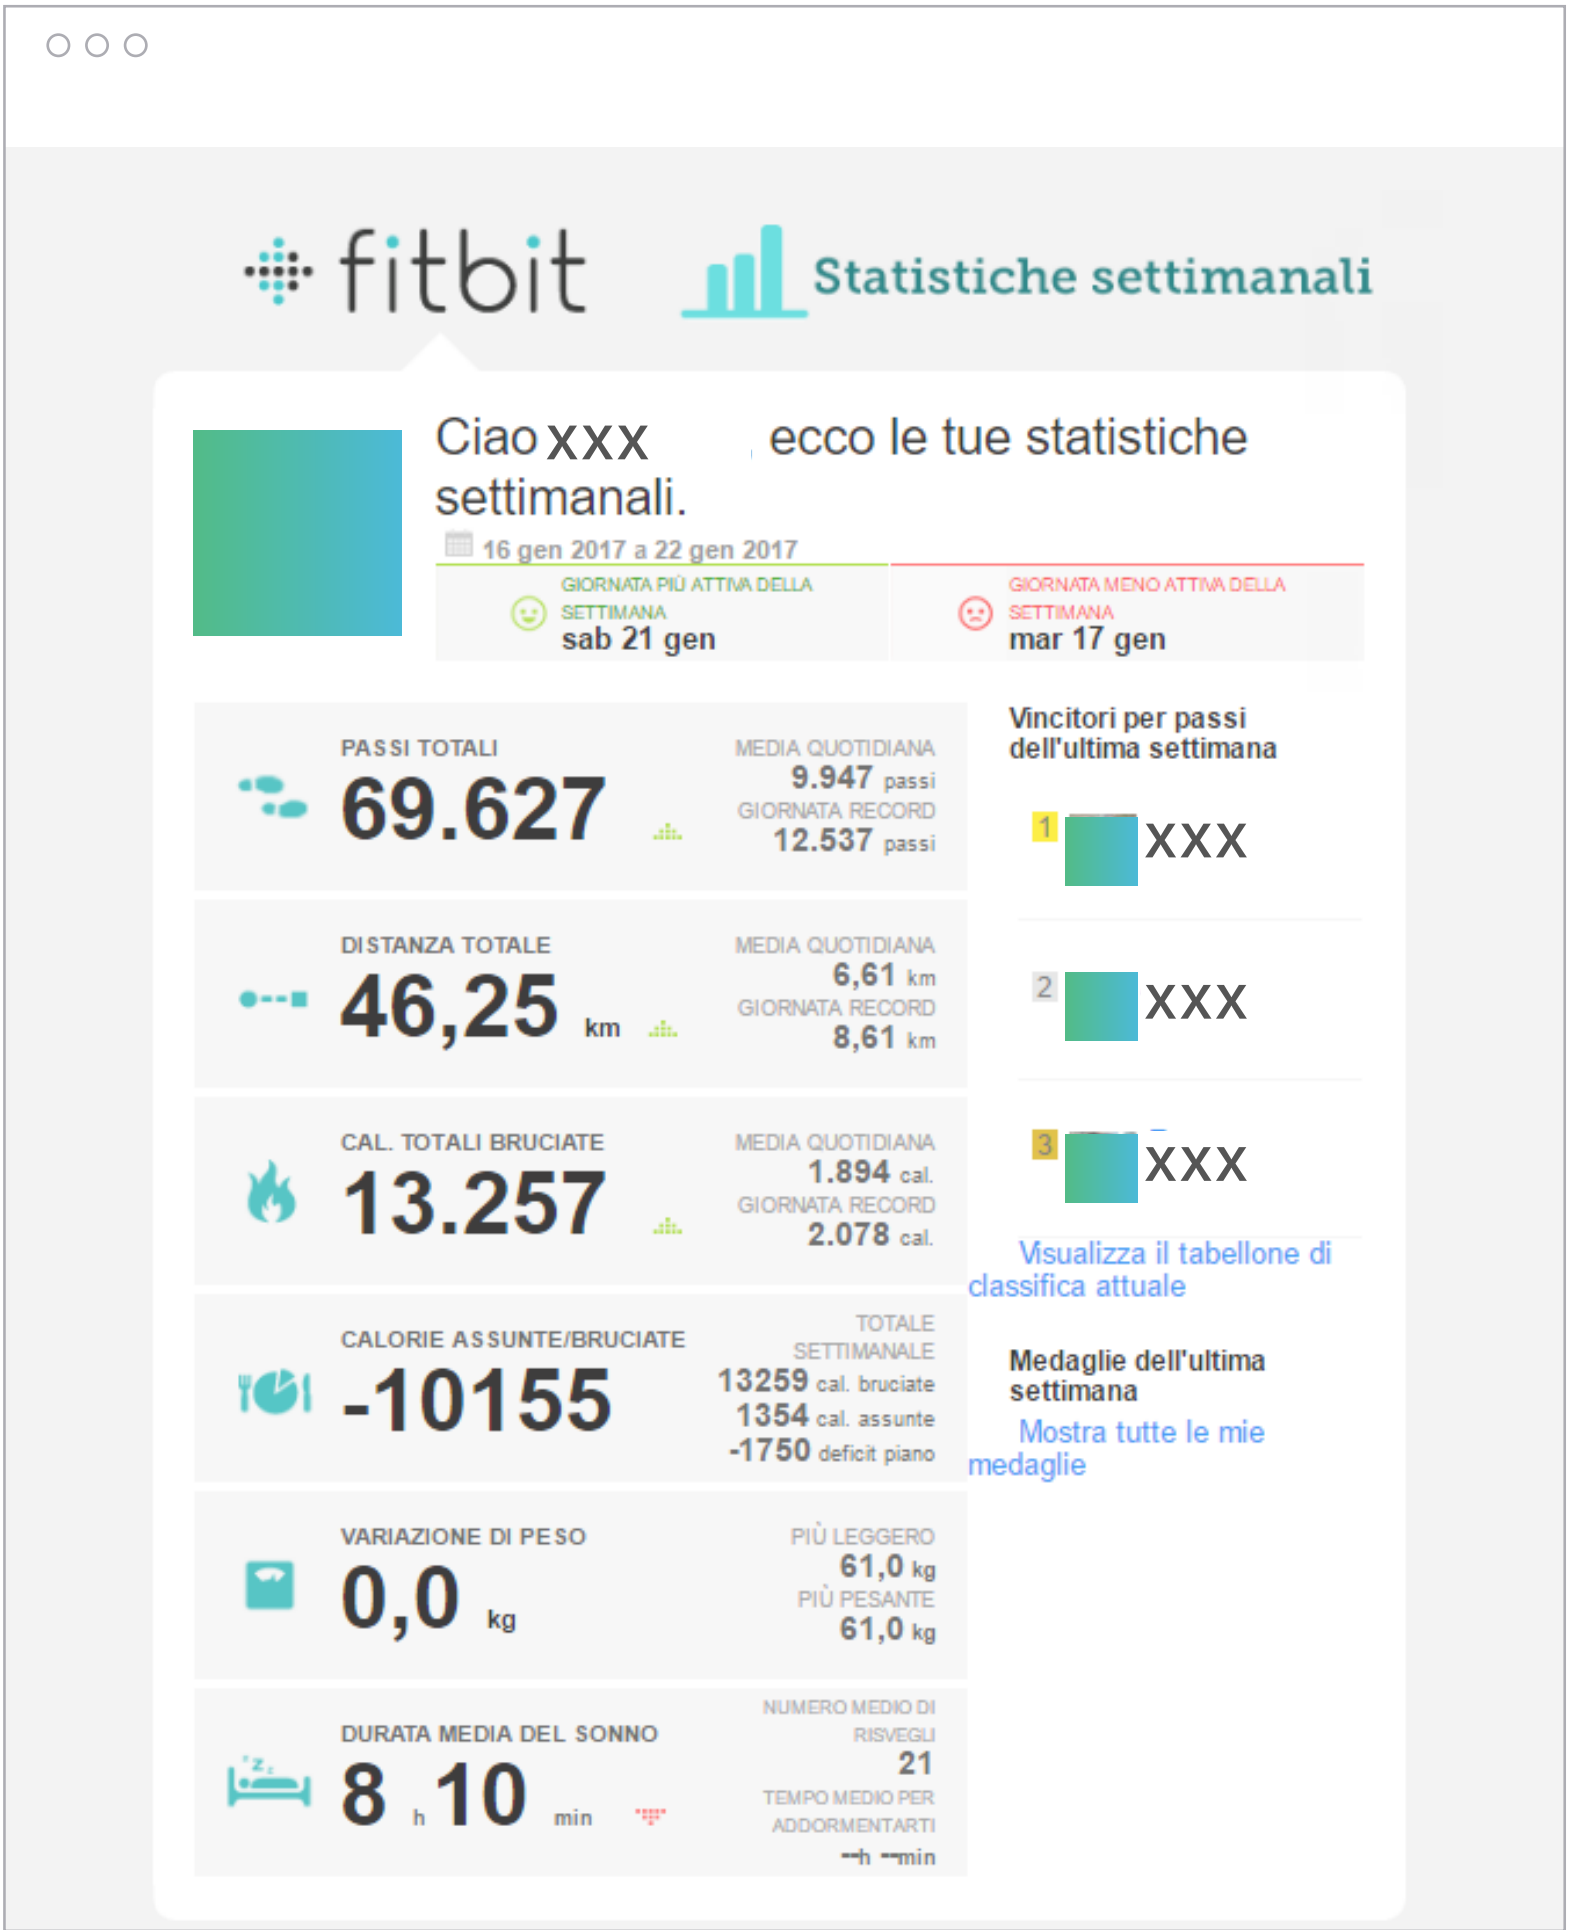 fitbit
Statistiche settimanali
Ciao xxx , ecco le tue statistiche
settimanali.
16 gen 2017 a 22 gen 2017
GIORNATA PIÙ ATTIVA DELLA
SETTIMANA
sab 21 gen
GIORNATA MENO ATTIVA DELLA
SETTIMANA
mar 17 gen
PASSI TOTALI
69.627
MEDIA QUOTIDIANA
9.947 passi
GIORNATA RECORD
12.537 passi
DISTANZA TOTALE
46,25 km
MEDIA QUOTIDIANA
6,61 km
GIORNATA RECORD
8,61 km
CAL. TOTALI BRUCIATE
13.257
MEDIA QUOTIDIANA
1.894 cal.
GIORNATA RECORD
2.078 cal.
CALORIE ASSUNTE/BRUCIATE
-10155
TOTALE
SETTIMANALE
13259 cal. bruciate
1354 cal. assunte
-1750 deficit piano
VARIAZIONE DI PESO
0,0 kg
PIÙ LEGGERO
61,0 kg
PIÙ PESANTE
61,0 kg
DURATA MEDIA DEL SONNO
8 h 10 min
NUMERO MEDIO DI
RISVEGLI
21
TEMPO MEDIO PER
ADDORMENTARTI
--h --min
Vincitori per passi
dell'ultima settimana
1 xxx
2 xxx
3 xxx
Visualizza il tabellone di
classifica attuale
Medaglie dell'ultima
settimana
Mostra tutte le mie
medaglie